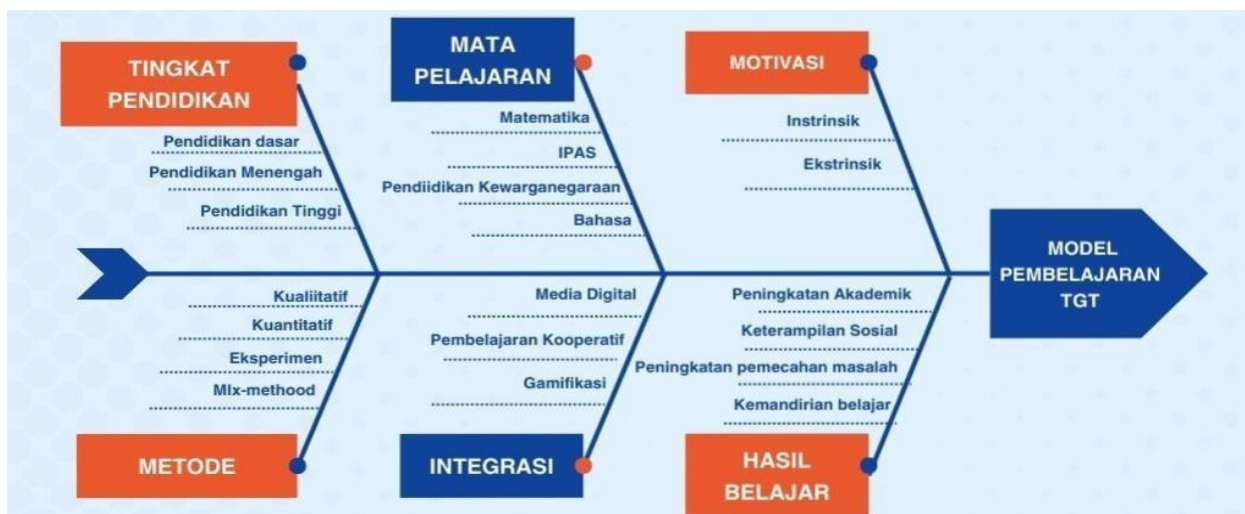 TINGKAT
PENDIDIKAN
Pendidikan dasar
Pendidikan Menengah
Pendidikan Tinggi
MATA
PELAJARAN
Matematika
IPAS
Pendiidikan Kewarganegaraan
Bahasa
MOTIVASI
Instrinsik
Ekstrinsik
MODEL
PEMBELAJARAN
TGT
Kualiitatif
Kuantitatif
Eksperimen
MIx-methood
METODE
Media Digital
Pembelajaran Kooperatif
Gamifikasi
INTEGRASI
Peningkatan Akademik
Keterampilan Sosial
Peningkatan pemecahan masalah
Kemandirian belajar
HASIL
BELAJAR